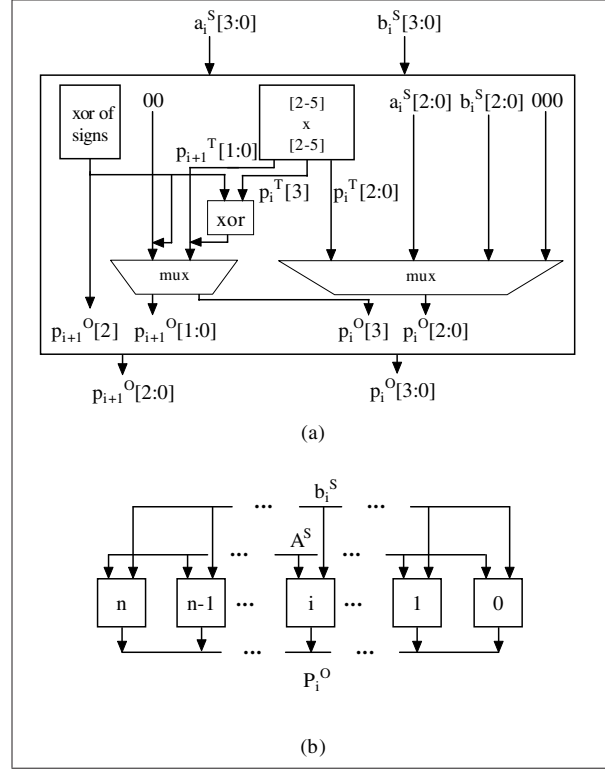 a_i^S[3:0] b_i^S[3:0]
xor of signs
00
[2-5] x [2-5]
a_i^S[2:0] b_i^S[2:0] 000
p_{i+1}^T[1:0]
p_i^T[3] p_i^T[2:0]
xor
mux mux
p_{i+1}^O[2] p_{i+1}^O[1:0] p_i^O[3] p_i^O[2:0]
p_{i+1}^O[2:0] p_i^O[3:0]
(a)
... b_i^S ...
... A^S ...
n n-1 ... i ... 1 0
... ...
P_i^O
(b)